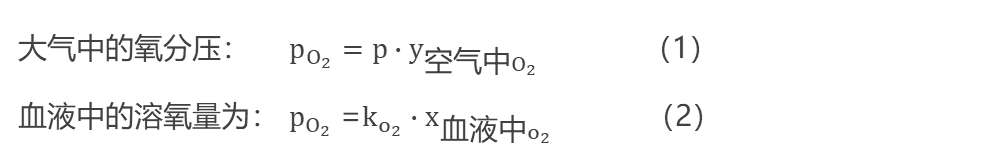 大气中的氧分压： p_{O₂} = p · y_{空气中O₂} (1)
血液中的溶氧量为： p_{O₂} =k_{o₂} · x_{血液中o₂} (2)